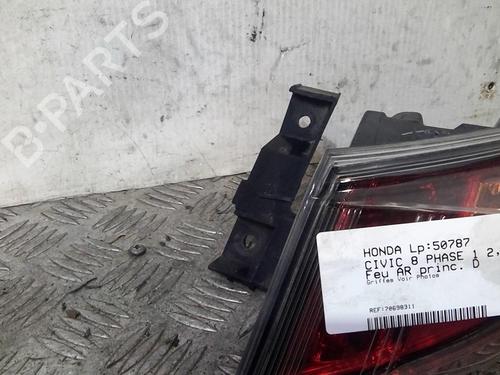 B-PARTS
HONDA Lp:50787
CIVIC 8 PHASE 1 2.
Feu AR princ. D
Griffes Voir Photos
REF:70690311